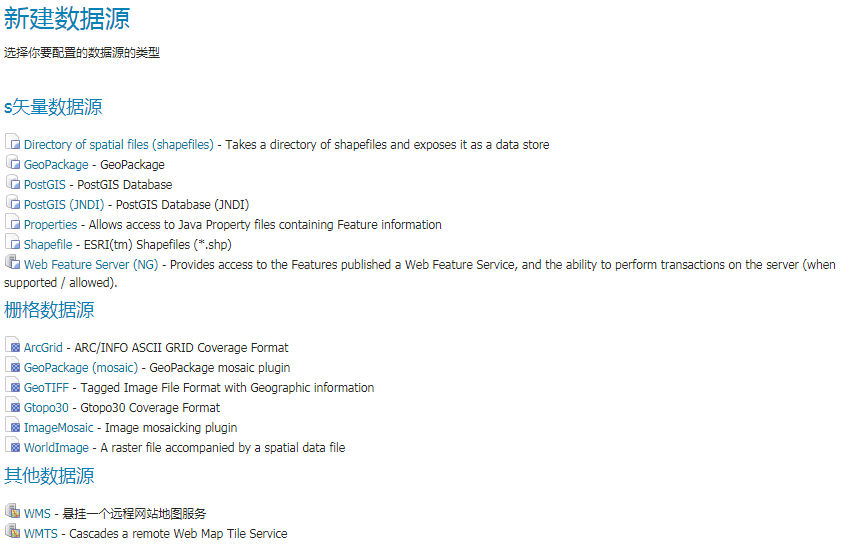 新建数据源
选择你要配置的数据源的类型
s矢量数据源
Directory of spatial files (shapefiles) - Takes a directory of shapefiles and exposes it as a data store
GeoPackage - GeoPackage
PostGIS - PostGIS Database
PostGIS (JNDI) - PostGIS Database (JNDI)
Properties - Allows access to Java Property files containing Feature information
Shapefile - ESRI(tm) Shapefiles (*.shp)
Web Feature Server (NG) - Provides access to the Features published a Web Feature Service, and the ability to perform transactions on the server (when
supported / allowed).
栅格数据源
ArcGrid - ARC/INFO ASCII GRID Coverage Format
GeoPackage (mosaic) - GeoPackage mosaic plugin
GeoTIFF - Tagged Image File Format with Geographic information
Gtopo30 - Gtopo30 Coverage Format
ImageMosaic - Image mosaicking plugin
WorldImage - A raster file accompanied by a spatial data file
其他数据源
WMS - 悬挂一个远程网站地图服务
WMTS - Cascades a remote Web Map Tile Service